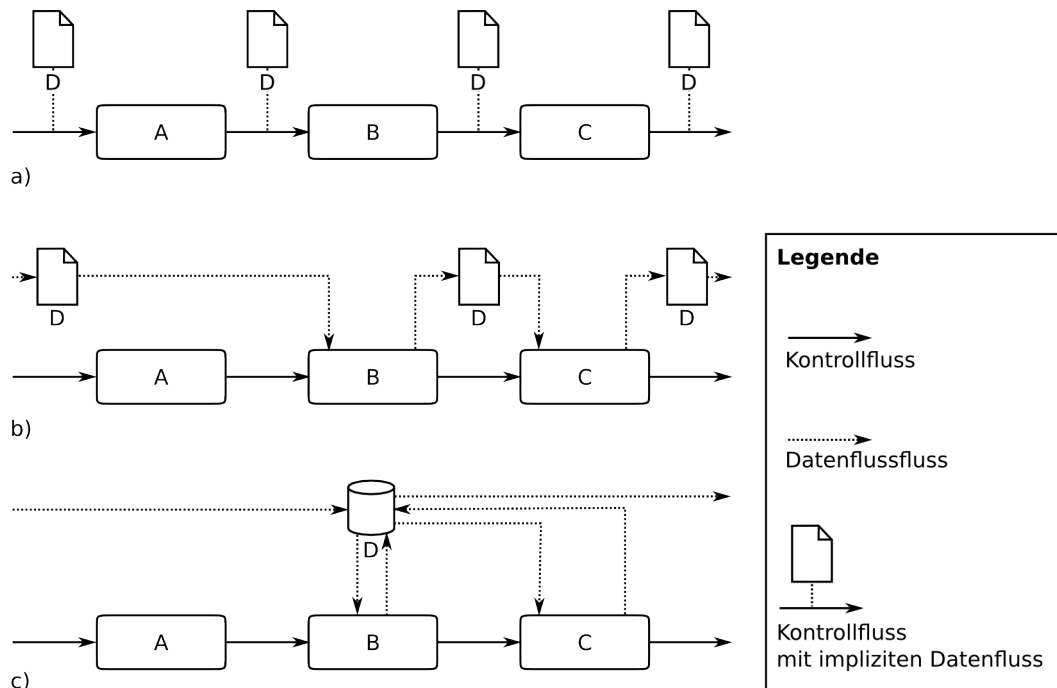 D
D
D
D
A
B
C
a)
D
D
D
A
B
C
b)
D
A
B
C
c)
Legende
Kontrollfluss
Datenflussfluss
Kontrollfluss
mit impliziten Datenfluss